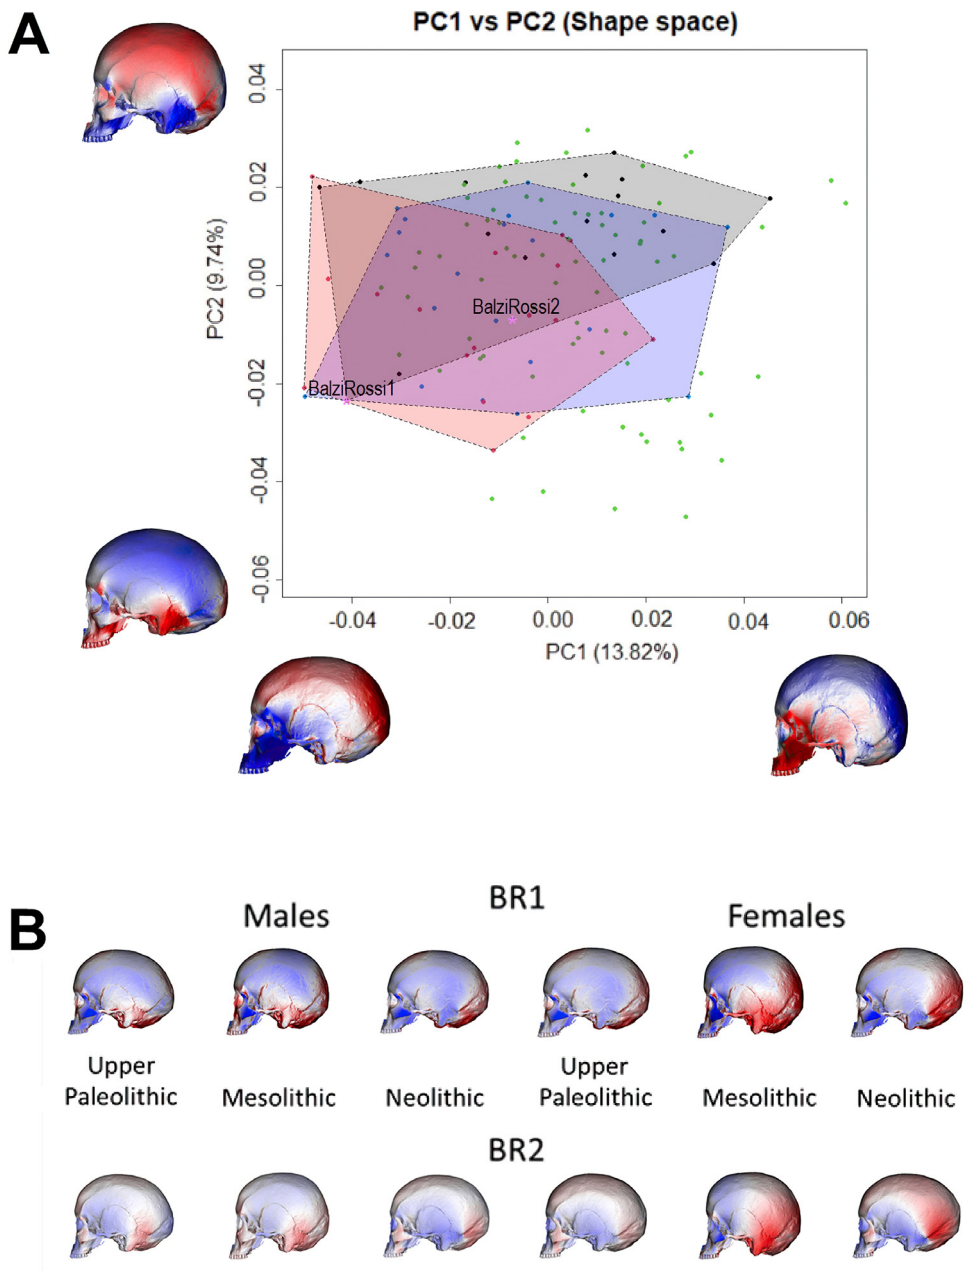 A
PC1 vs PC2 (Shape space)
0.04
0.02
0.00
-0.02
-0.04
-0.06
PC2 (9.74%)
BalziRossi2
BalziRossi1
-0.04 -0.02 0.00 0.02 0.04 0.06
PC1 (13.82%)
B
BR1
Males Females
Upper Paleolithic
Mesolithic
Neolithic
Upper Paleolithic
Mesolithic
Neolithic
BR2